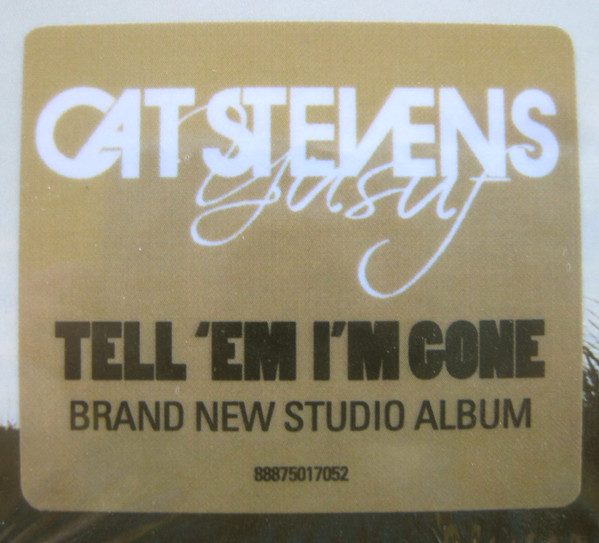 CAT STEVENS
Yusuf
TELL 'EM I'M GONE
BRAND NEW STUDIO ALBUM
88875017052